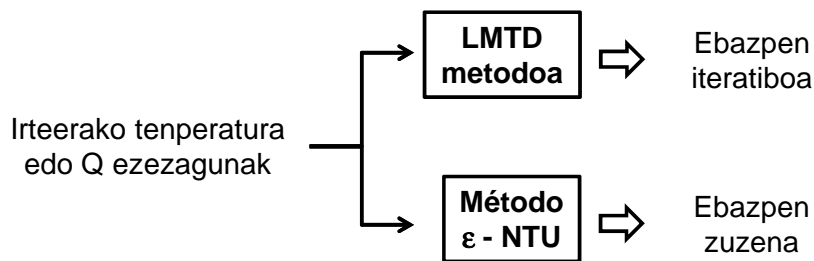 LMTD
metodoa
Ebazpen
iteratiboa
Irteerako tenperatura
edo Q ezezagunak
Método
ε - NTU
Ebazpen
zuzena